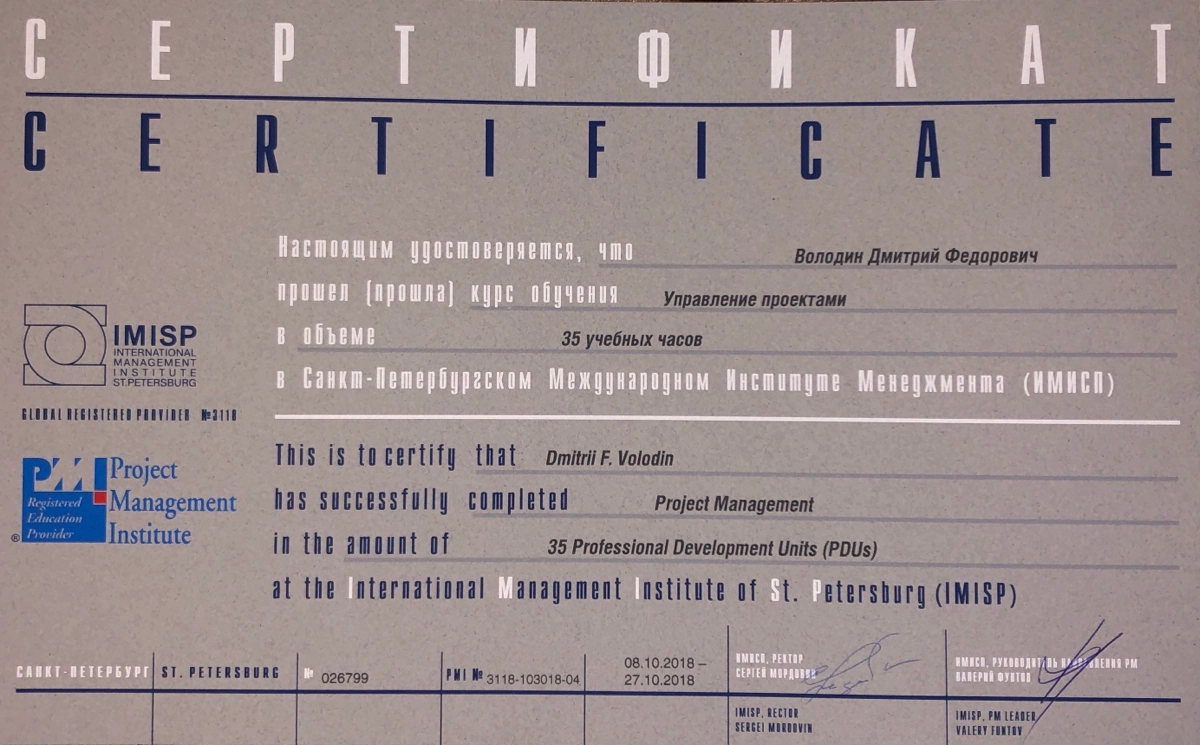 СЕРТИФИКАТ
CERTIFICATE
Настоящим удостоверяется, что Володин Дмитрий Федорович
прошел (прошла) курс обучения Управление проектами
в объеме 35 учебных часов
в Санкт-Петербургском Международном Институте Менеджмента (ИМИСП)
IMISP
INTERNATIONAL
MANAGEMENT
INSTITUTE
ST.PETERSBURG
GLOBAL REGISTERED PROVIDER №3118
PMI Project
Management
Institute
Registered
Education
Provider
®
This is to certify that Dmitrii F. Volodin
has successfully completed Project Management
in the amount of 35 Professional Development Units (PDUs)
at the International Management Institute of St. Petersburg (IMISP)
САНКТ-ПЕТЕРБУРГ ST. PETERSBURG № 026799 PMI № 3118-103018-04
08.10.2018 –
27.10.2018
ИМИСП, РЕКТОР
СЕРГЕЙ МОРДОВИН
IMISP, RECTOR
SERGEI MORDOVIN
ИМИСП, РУКОВОДИТЕЛЬ НАПРАВЛЕНИЯ PM
ВАЛЕРИЙ ФУНТОВ
IMISP, PM LEADER
VALERY FUNTOV